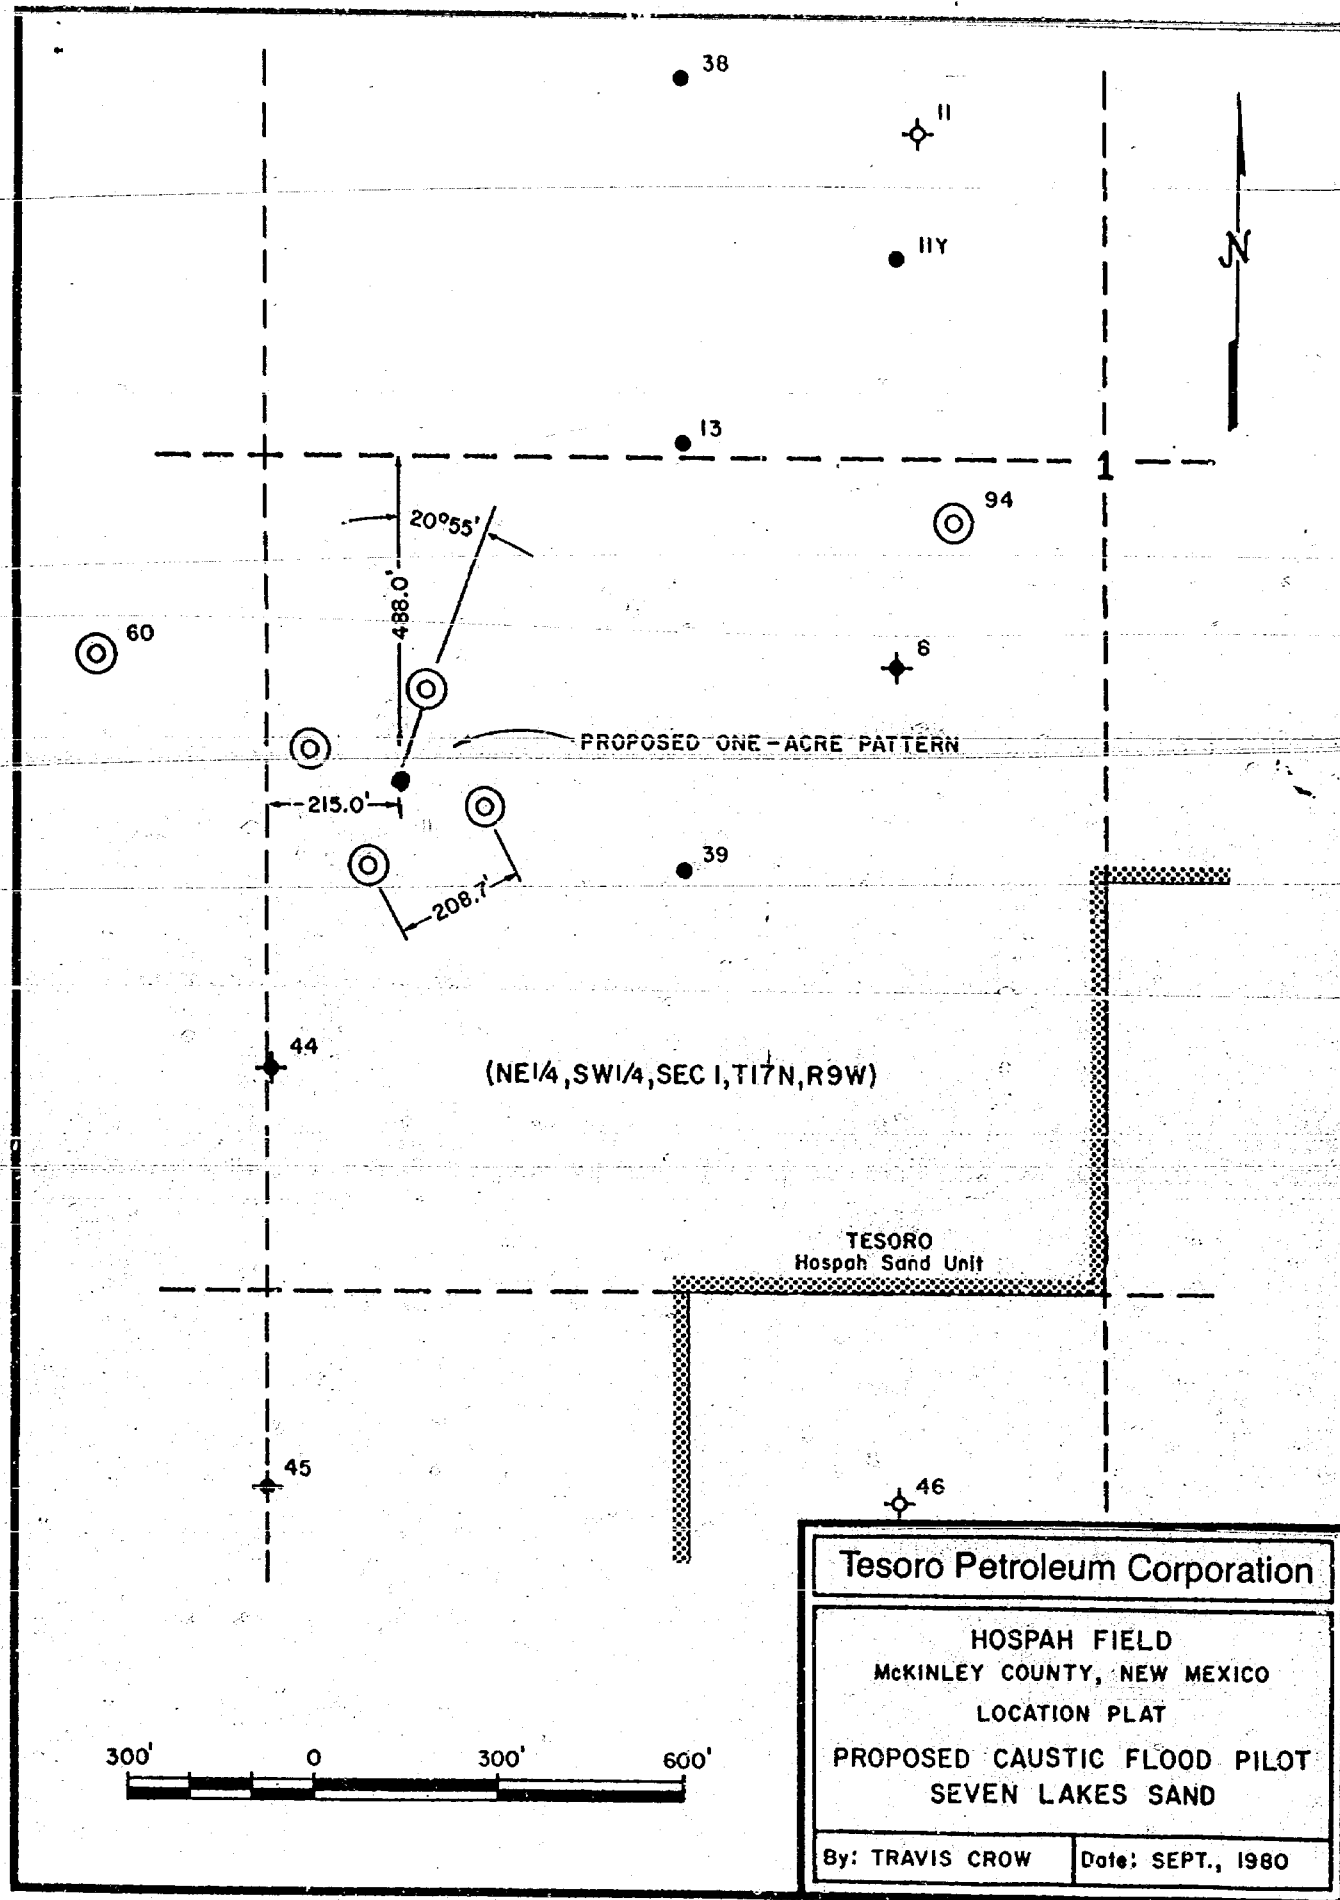 38
11
11Y
N
13
1
94
20°55'
488.0'
60
6
PROPOSED ONE-ACRE PATTERN
215.0'
39
208.7'
44
(NE1/4,SW1/4,SEC 1,T17N,R9W)
TESORO
Hospah Sand Unit
45
46
Tesoro Petroleum Corporation
HOSPAH FIELD
McKINLEY COUNTY, NEW MEXICO
LOCATION PLAT
PROPOSED CAUSTIC FLOOD PILOT
SEVEN LAKES SAND
By: TRAVIS CROW
Date: SEPT., 1980
300' 0 300' 600'